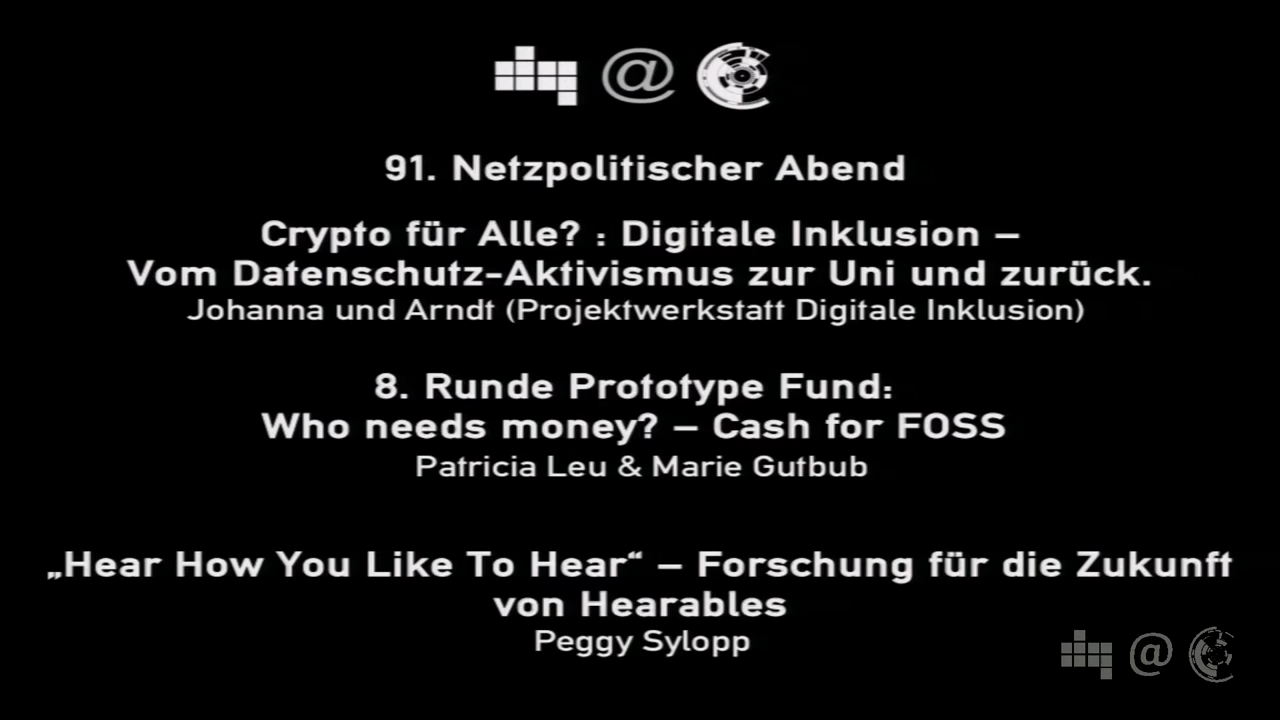 @
91. Netzpolitischer Abend
Crypto für Alle? : Digitale Inklusion –
Vom Datenschutz-Aktivismus zur Uni und zurück.
Johanna und Arndt (Projektwerkstatt Digitale Inklusion)
8. Runde Prototype Fund:
Who needs money? – Cash for FOSS
Patricia Leu & Marie Gutbub
„Hear How You Like To Hear“ – Forschung für die Zukunft
von Hearables
Peggy Sylopp
@